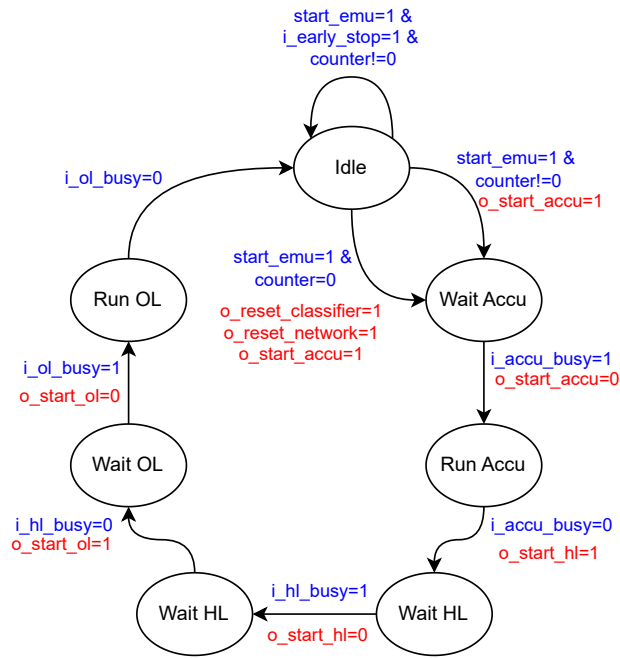 start_emu=1 &
i_early_stop=1 &
counter!=0
Idle
start_emu=1 &
counter!=0
o_start_accu=1
i_ol_busy=0
start_emu=1 &
counter=0
o_reset_classifier=1
o_reset_network=1
o_start_accu=1
Run OL
Wait Accu
i_ol_busy=1
o_start_ol=0
i_accu_busy=1
o_start_accu=0
Wait OL
Run Accu
i_hl_busy=0
o_start_ol=1
i_accu_busy=0
o_start_hl=1
i_hl_busy=1
Wait HL
Wait HL
o_start_hl=0